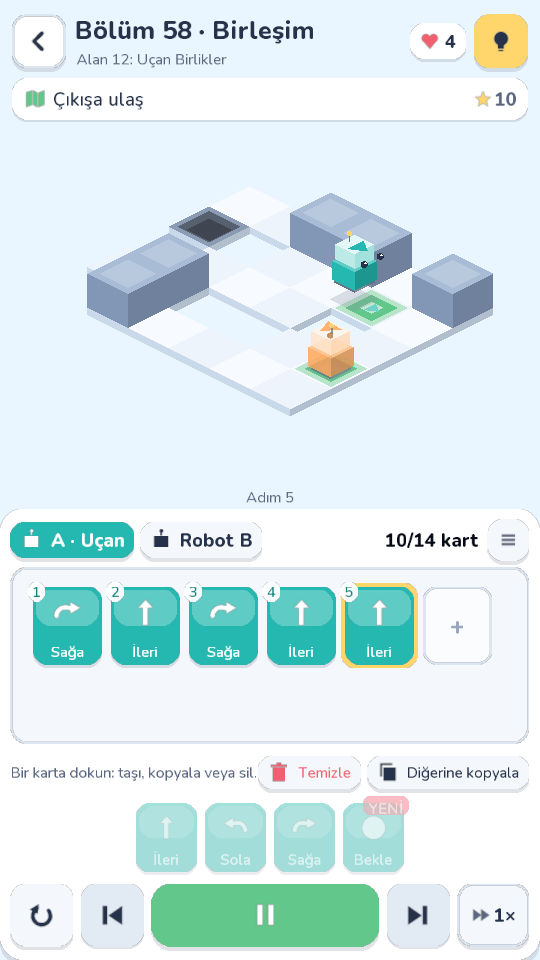 Bölüm 58 · Birleşim
Alan 12: Uçan Birlikler
4
Çıkışa ulaş
10
Adım 5
A · Uçan
Robot B
10/14 kart
1
2
3
4
5
Sağa
İleri
Sağa
İleri
İleri
+
Bir karta dokun: taşı, kopyala veya sil.
Temizle
Diğerine kopyala
YENİ
İleri
Sola
Sağa
Bekle
1×